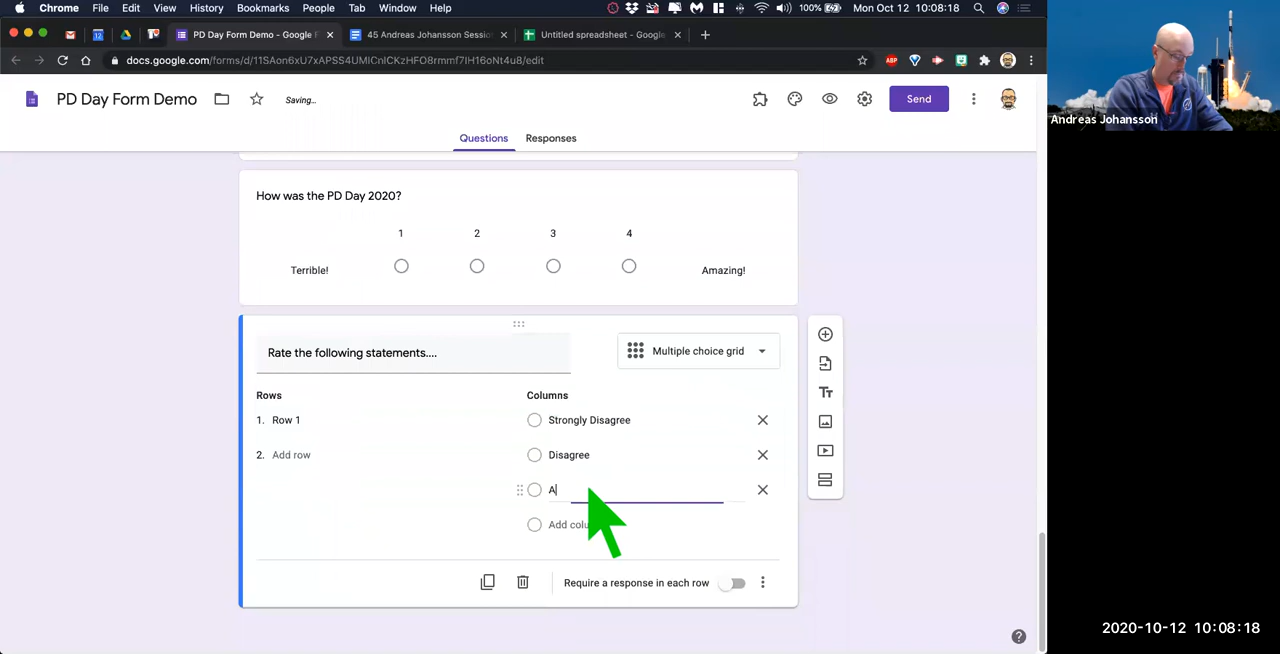 Chrome File Edit View History Bookmarks People Tab Window Help 100% Mon Oct 12 10:08:18
PD Day Form Demo - Google F 45 Andreas Johansson Sessio Untitled spreadsheet - Google
docs.google.com/forms/d/11SAon6xU7xAPSS4UMlCnlCKzHFO8rmmf7IH16oNt4u8/edit
ABP
PD Day Form Demo Saving... Send
Andreas Johansson
Questions Responses
How was the PD Day 2020?
1 2 3 4
Terrible! Amazing!
Rate the following statements.... Multiple choice grid
Rows Columns
1. Row 1 Strongly Disagree
2. Add row Disagree
A
Add colu
Require a response in each row
2020-10-12 10:08:18